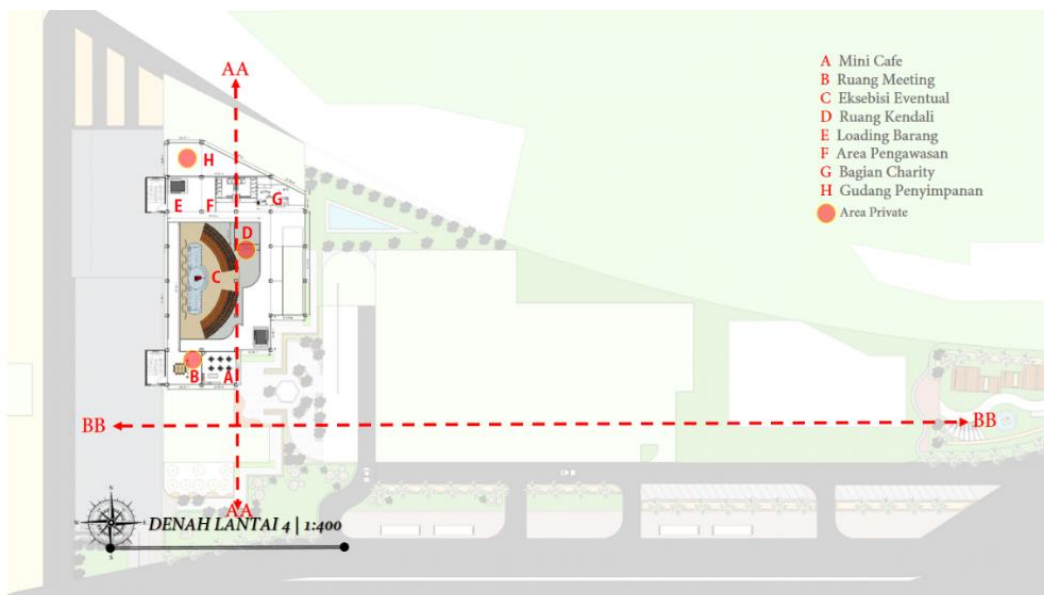 AA
A Mini Cafe
B Ruang Meeting
C Eksebisi Eventual
D Ruang Kendali
E Loading Barang
F Area Pengawasan
G Bagian Charity
H Gudang Penyimpanan
Area Private
H
E F G
D
C
B A
BB BB
AA
N
S
DENAH LANTAI 4 | 1:400